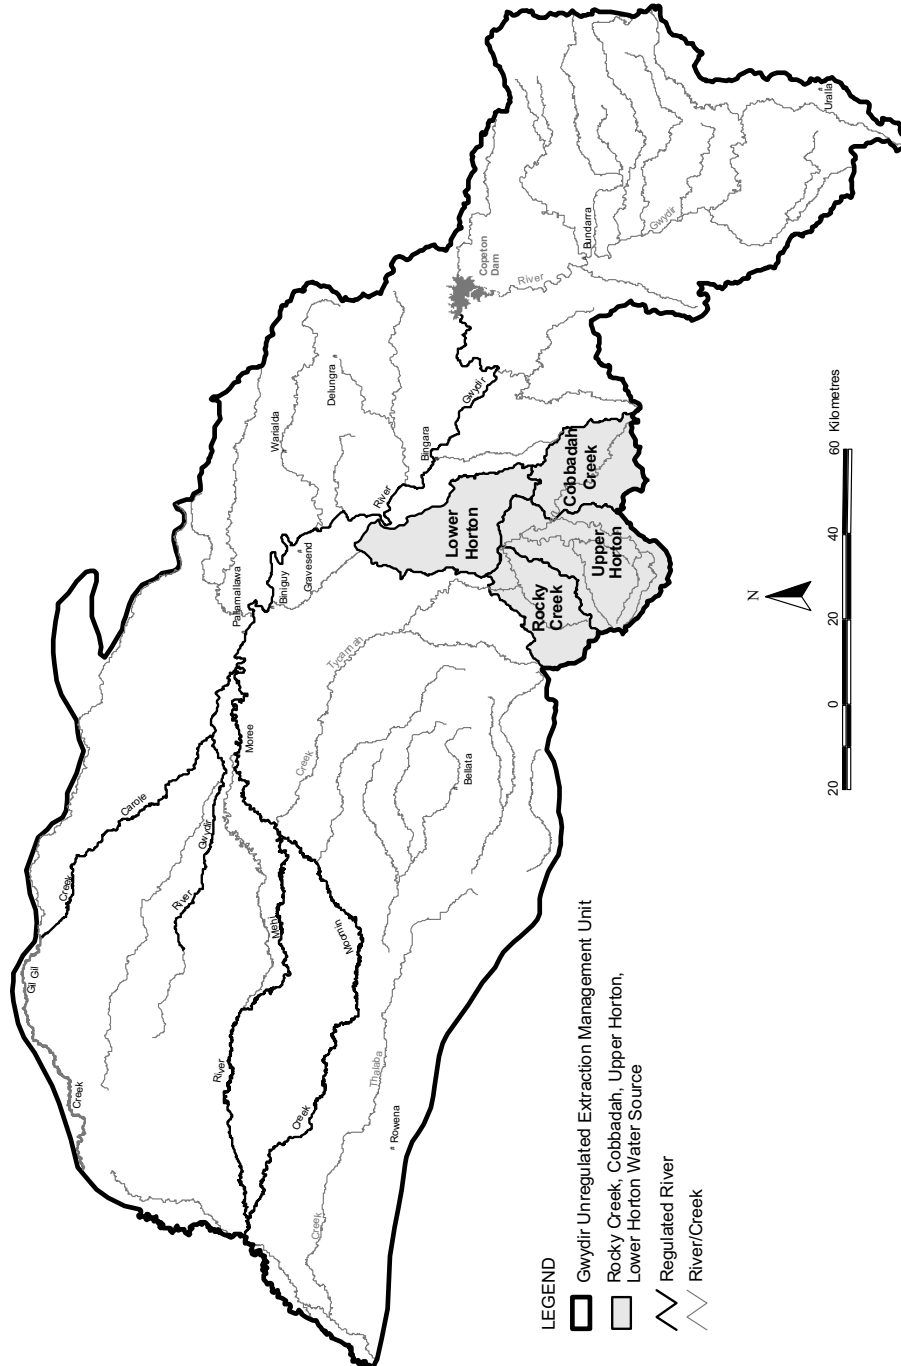 Gil Gil
Creek
Carole
Creek
Gwydir
River
Mehi
River
Moomin
Creek
Thalaba
Creek
Rowena
Moree
Pallamallawa
Biniguy
Gravesend
Warialda
Delungra
Bingara
River
Gwydir
Copeton
Dam
River
Bundarra
Gwydir
Uralla
Tycannah
Creek
Bellata
Lower
Horton
Cobbadah
Creek
Upper
Horton
Rocky
Creek
N
20
0
20
40
60
Kilometres
LEGEND
Gwydir Unregulated Extraction Management Unit
Rocky Creek, Cobbadah, Upper Horton,
Lower Horton Water Source
Regulated River
River/Creek